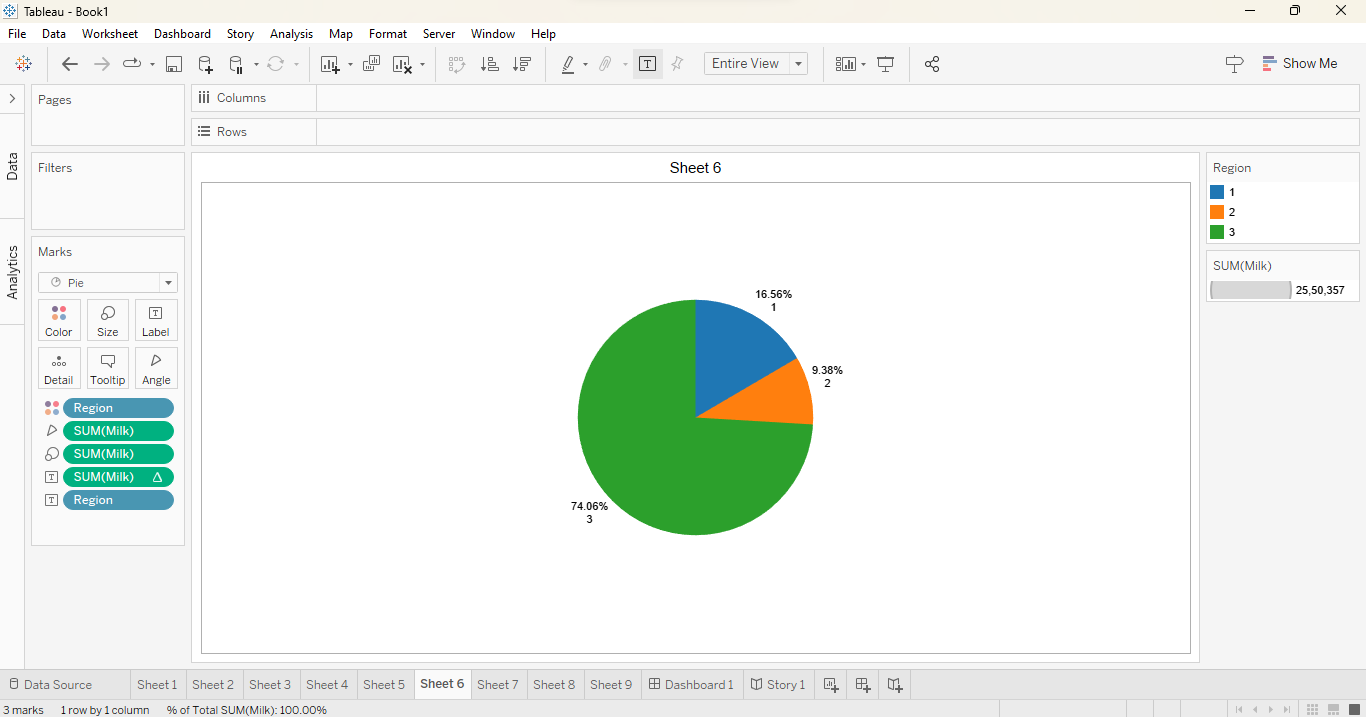 Tableau - Book1
File Data Worksheet Dashboard Story Analysis Map Format Server Window Help
Entire View
Show Me
Data
Analytics
Pages
Filters
Marks
Pie
Color Size Label
Detail Tooltip Angle
Region
SUM(Milk)
SUM(Milk)
SUM(Milk)
Region
Columns
Rows
Sheet 6
16.56%
1
9.38%
2
74.06%
3
Region
1
2
3
SUM(Milk)
25,50,357
Data Source Sheet 1 Sheet 2 Sheet 3 Sheet 4 Sheet 5 Sheet 6 Sheet 7 Sheet 8 Sheet 9 Dashboard 1 Story 1
3 marks 1 row by 1 column % of Total SUM(Milk): 100.00%